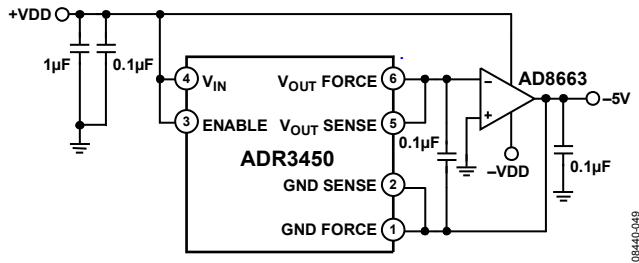 +VDD
1µF
0.1µF
4
VIN
VOUT FORCE
6
AD8663
–
+
–5V
3
ENABLE
VOUT SENSE
5
ADR3450
0.1µF
–VDD
0.1µF
GND SENSE
2
GND FORCE
1
08440-049